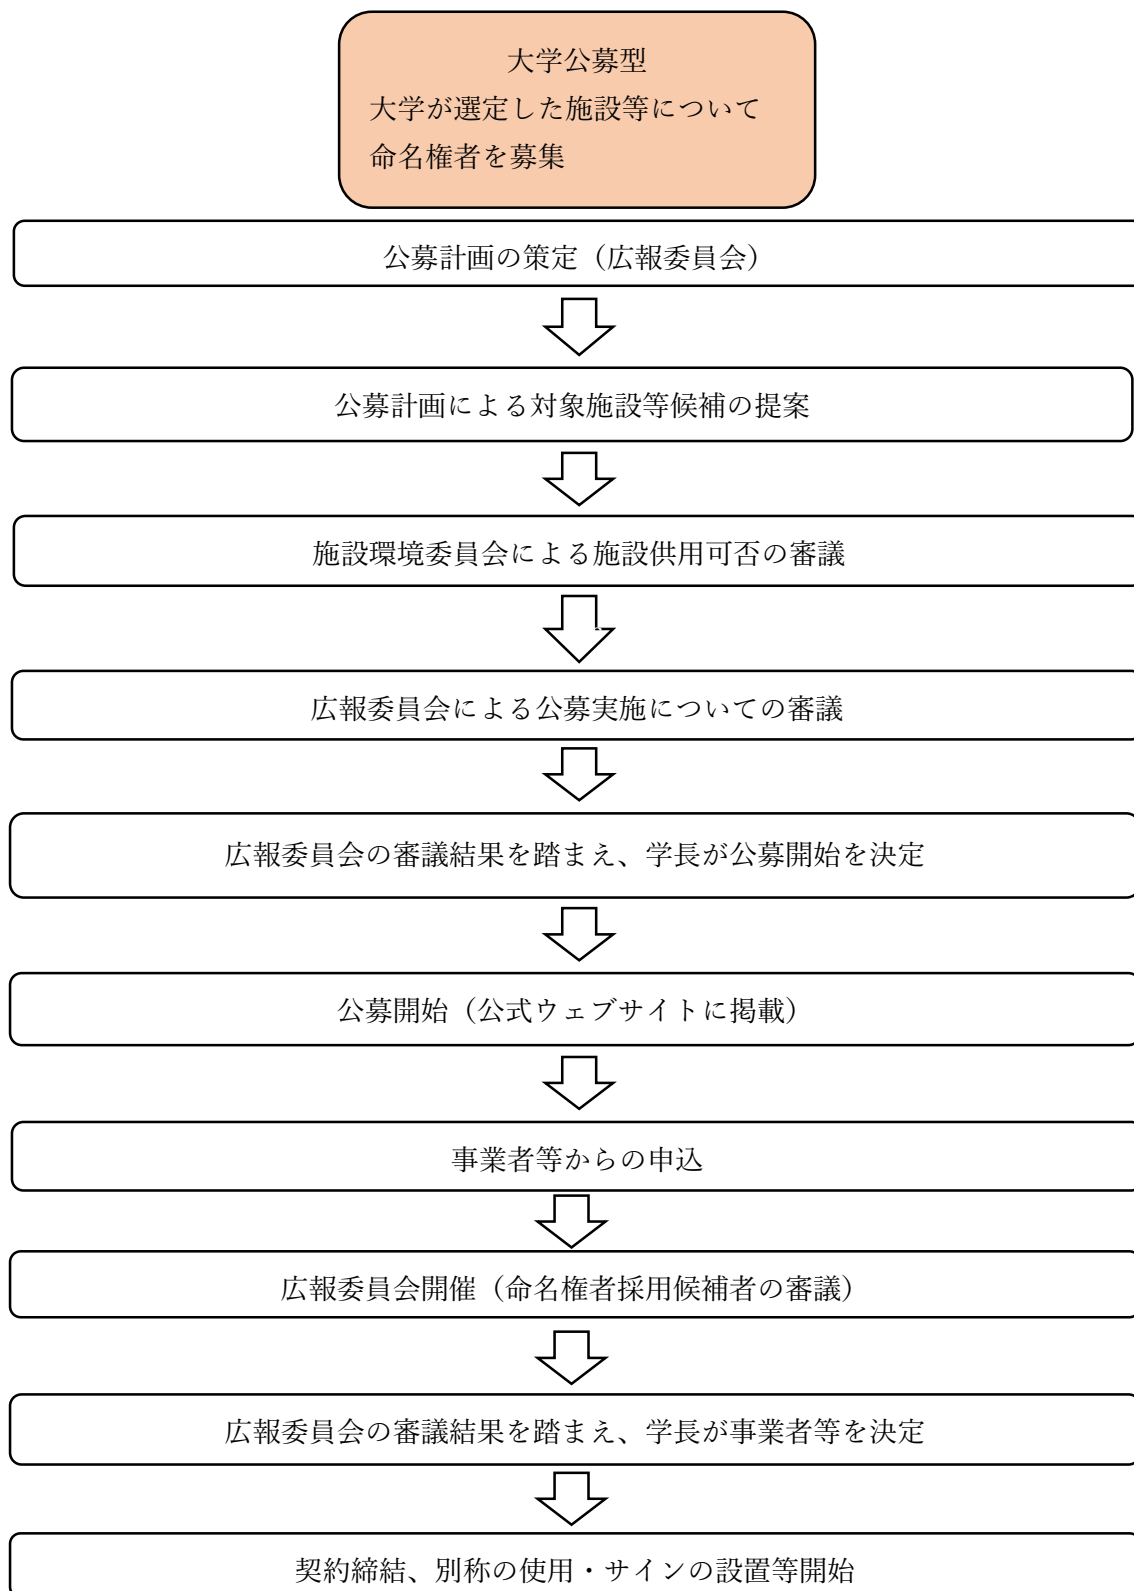 大学公募型
大学が選定した施設等について
命名権者を募集
公募計画の策定（広報委員会）
公募計画による対象施設等候補の提案
施設環境委員会による施設供用可否の審議
広報委員会による公募実施についての審議
広報委員会の審議結果を踏まえ、学長が公募開始を決定
公募開始（公式ウェブサイトに掲載）
事業者等からの申込
広報委員会開催（命名権者採用候補者の審議）
広報委員会の審議結果を踏まえ、学長が事業者等を決定
契約締結、別称の使用・サインの設置等開始